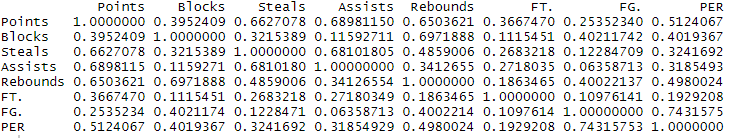 Points Blocks Steals Assists Rebounds FT. FG. PER
Points 1.0000000 0.3952409 0.6627078 0.68981150 0.6503621 0.3667470 0.25352340 0.5124067
Blocks 0.3952409 1.0000000 0.3215389 0.11592711 0.6971888 0.1115451 0.40211742 0.4019367
Steals 0.6627078 0.3215389 1.0000000 0.68101805 0.4859006 0.2683218 0.12284709 0.3241692
Assists 0.6898115 0.1159271 0.6810180 1.00000000 0.3412655 0.2718035 0.06358713 0.3185493
Rebounds 0.6503621 0.6971888 0.4859006 0.34126554 1.0000000 0.1863465 0.40022137 0.4980024
FT. 0.3667470 0.1115451 0.2683218 0.27180349 0.1863465 1.0000000 0.10976141 0.1929208
FG. 0.2535234 0.4021174 0.1228471 0.06358713 0.4002214 0.1097614 1.00000000 0.7431575
PER 0.5124067 0.4019367 0.3241692 0.31854929 0.4980024 0.1929208 0.74315753 1.0000000